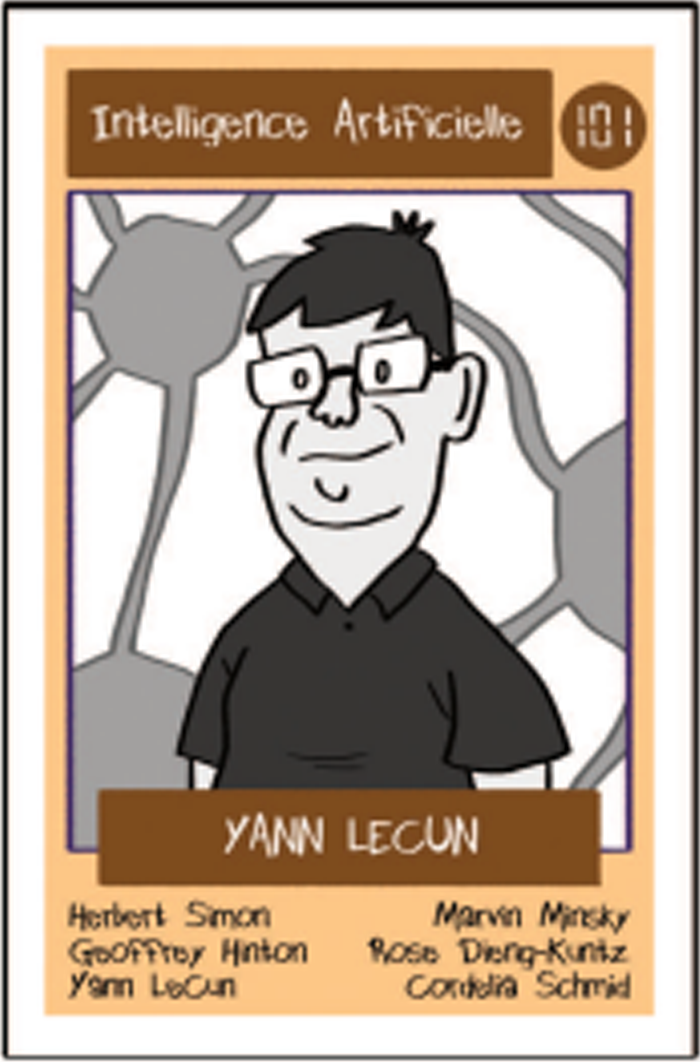 Intelligence Artificielle
101
YANN LECUN
Herbert Simon
Geoffrey Hinton
Yann LeCun
Marvin Minsky
Rose Dieng-Kuntz
Cordelia Schmid